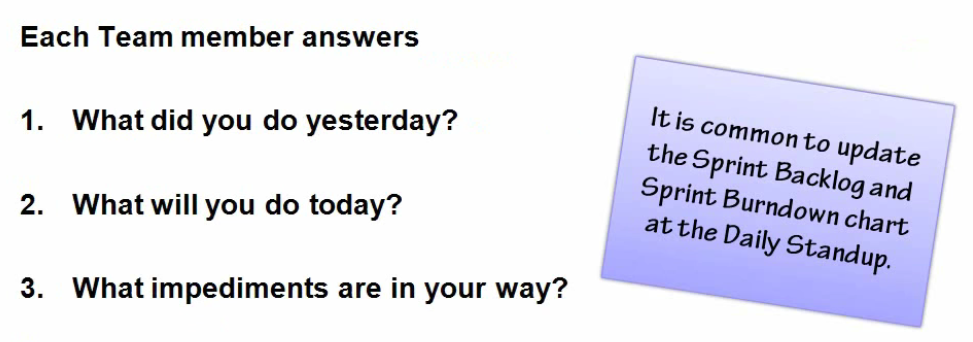 Each Team member answers
1. What did you do yesterday?
2. What will you do today?
3. What impediments are in your way?
It is common to update
the Sprint Backlog and
Sprint Burndown chart
at the Daily Standup.